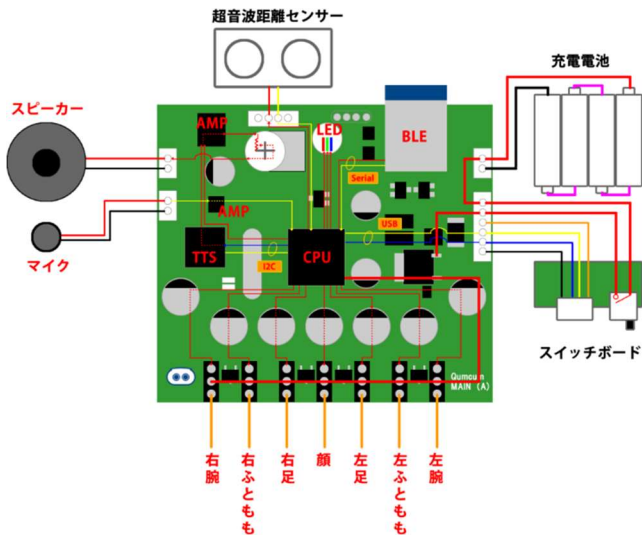 超音波距離センサー
充電電池
スピーカー
AMP
LED
BLE
Serial
AMP
USB
マイク
TTS
I2C
CPU
スイッチボード
Qumcum
MAIN (A)
右腕
右ふともも
右足
顔
左足
左ふともも
左腕